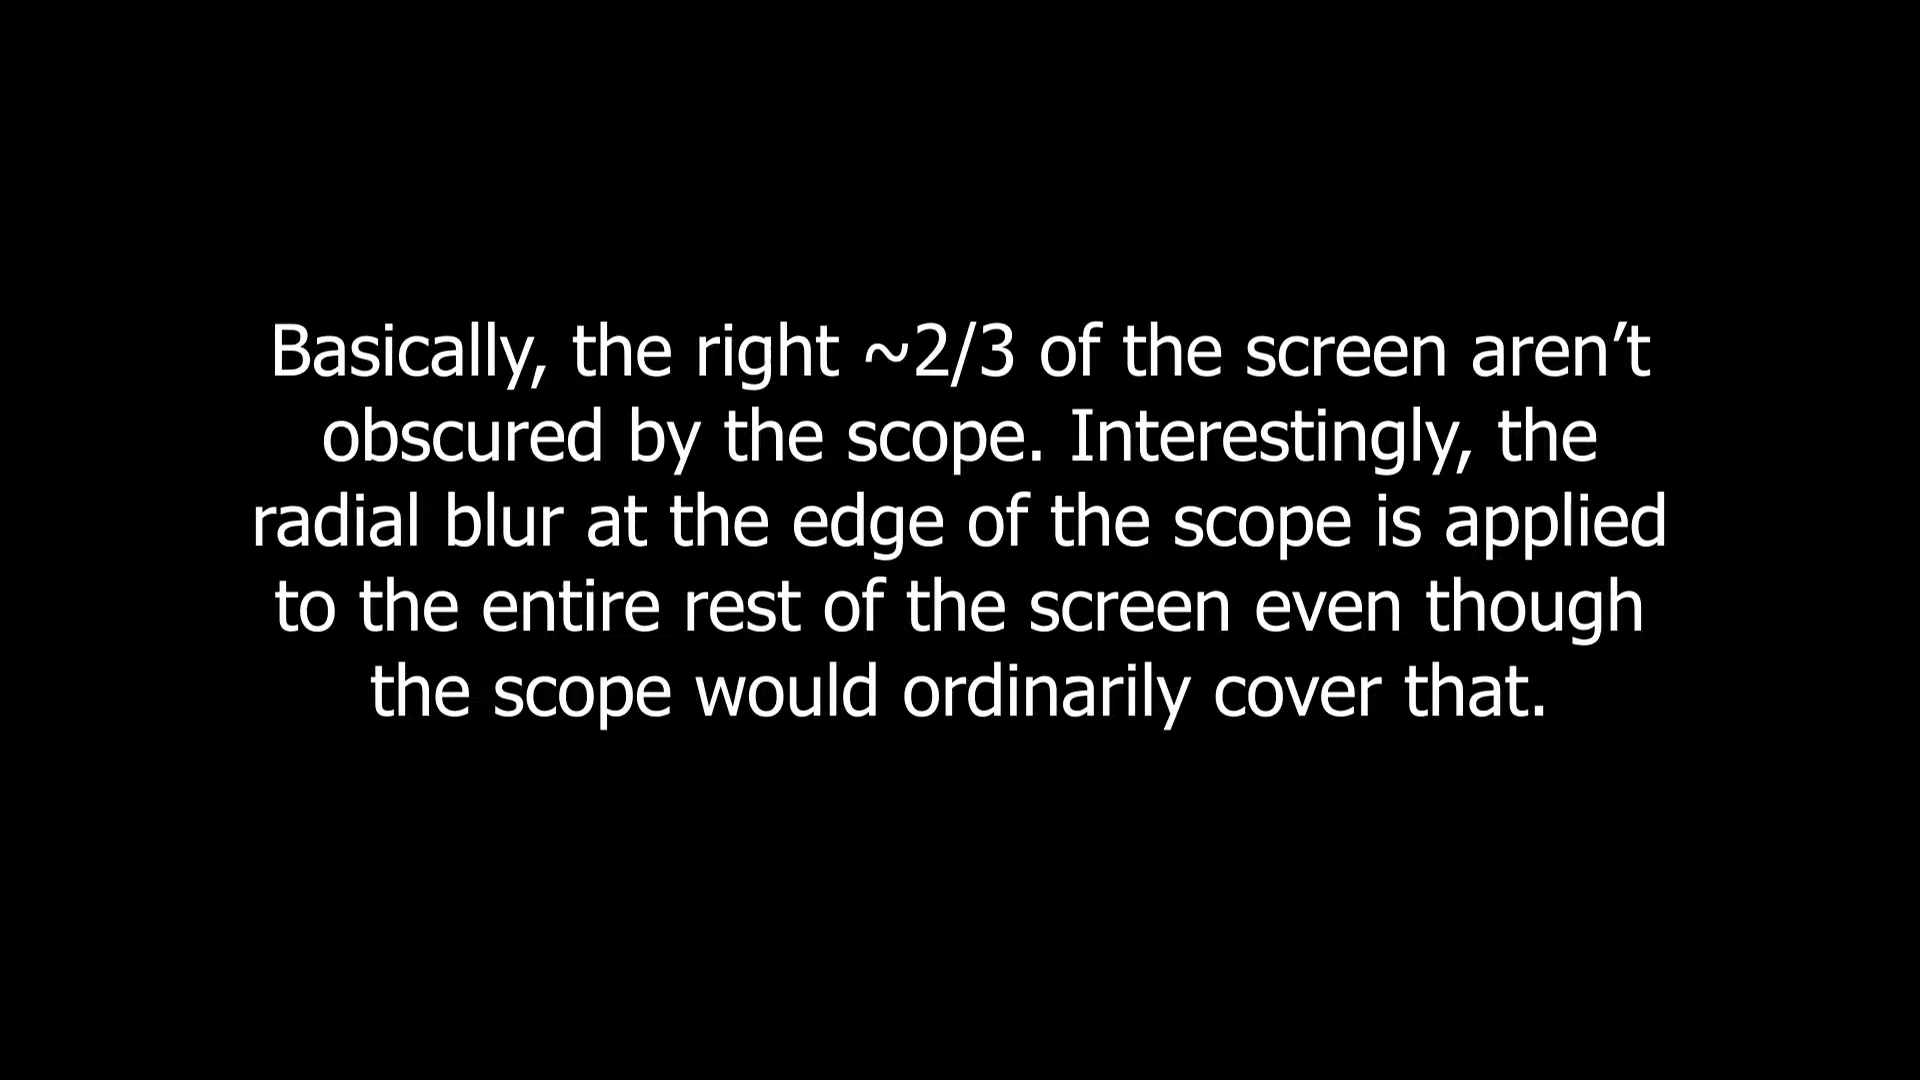 Basically, the right ~2/3 of the screen aren’t
obscured by the scope. Interestingly, the
radial blur at the edge of the scope is applied
to the entire rest of the screen even though
the scope would ordinarily cover that.